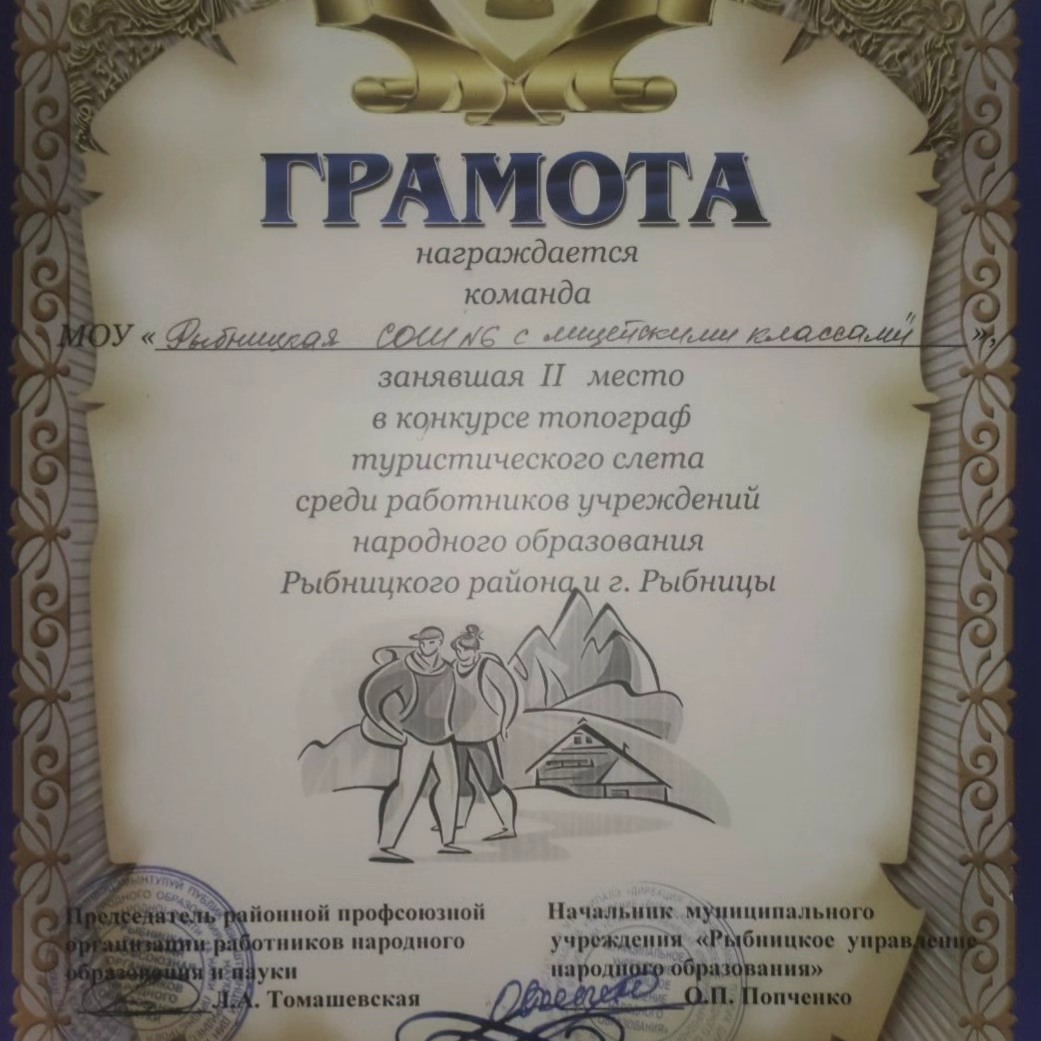 ГРАМОТА
награждается
команда
МОУ « Рыбницкая СОШ №6 с лицейскими классами" »,
занявшая II место
в конкурсе топограф
туристического слета
среди работников учреждений
народного образования
Рыбницкого района и г. Рыбницы
Председатель районной профсоюзной
организации работников народного
образования и науки
Л.А. Томашевская
Начальник муниципального
учреждения «Рыбницкое управление
народного образования»
О.П. Попченко